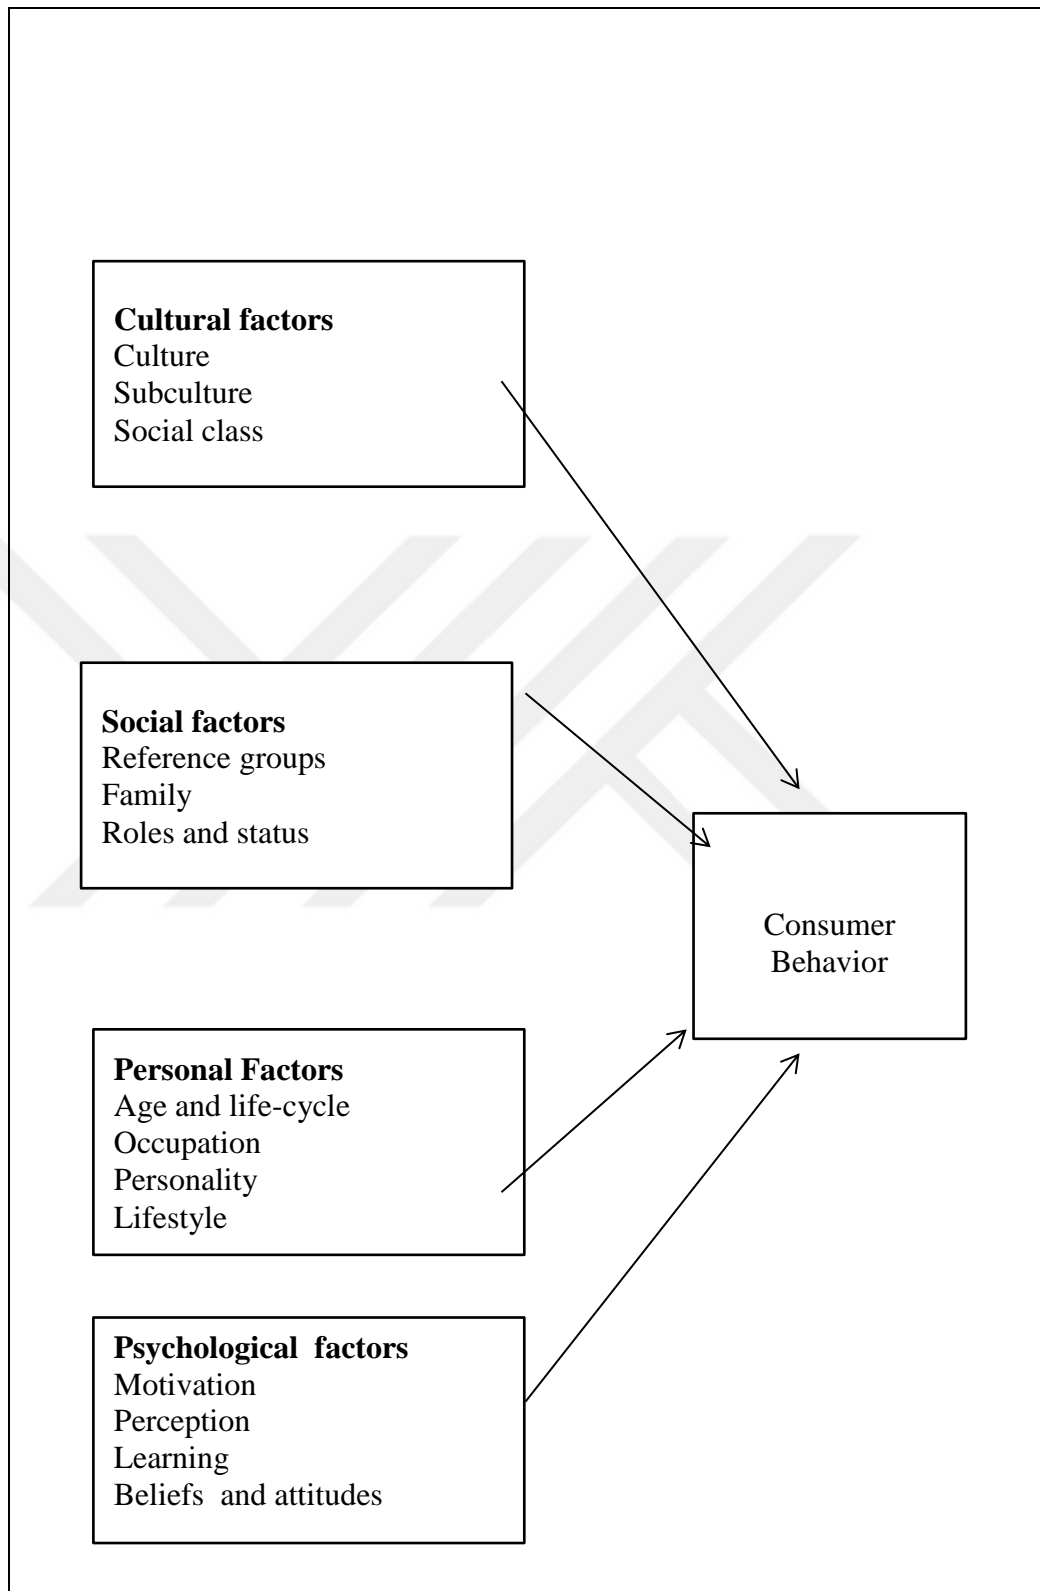 Cultural factors
Culture
Subculture
Social class
Social factors
Reference groups
Family
Roles and status
Consumer
Behavior
Personal Factors
Age and life-cycle
Occupation
Personality
Lifestyle
Psychological  factors
Motivation
Perception
Learning
Beliefs  and attitudes